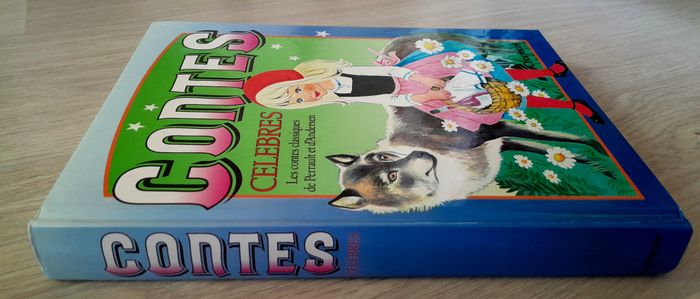 CONTES
CELEBRES
Les contes classiques
de Perrault et d'Andersen
CONTES
CELEBRES